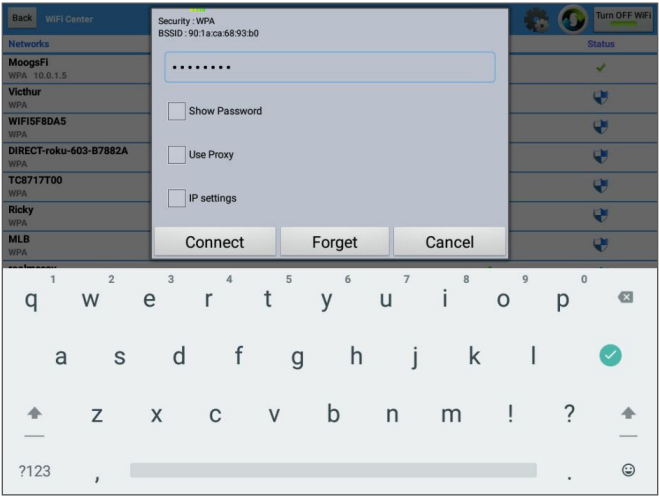 Back WiFi Center
Turn OFF WiFi
Networks
Status
Security : WPA
BSSID : 90:1a:ca:68:93:b0
••••••••
Show Password
Use Proxy
IP settings
Connect Forget Cancel
MoogsFi
WPA 10.0.1.5
Victhur
WPA
WIFI5F8DA5
WPA
DIRECT-roku-603-B7882A
WPA
TC8717T00
WPA
Ricky
WPA
MLB
WPA
1 2 3 4 5 6 7 8 9 0
q w e r t y u i o p
a s d f g h j k l
z x c v b n m ! ?
?123 , .